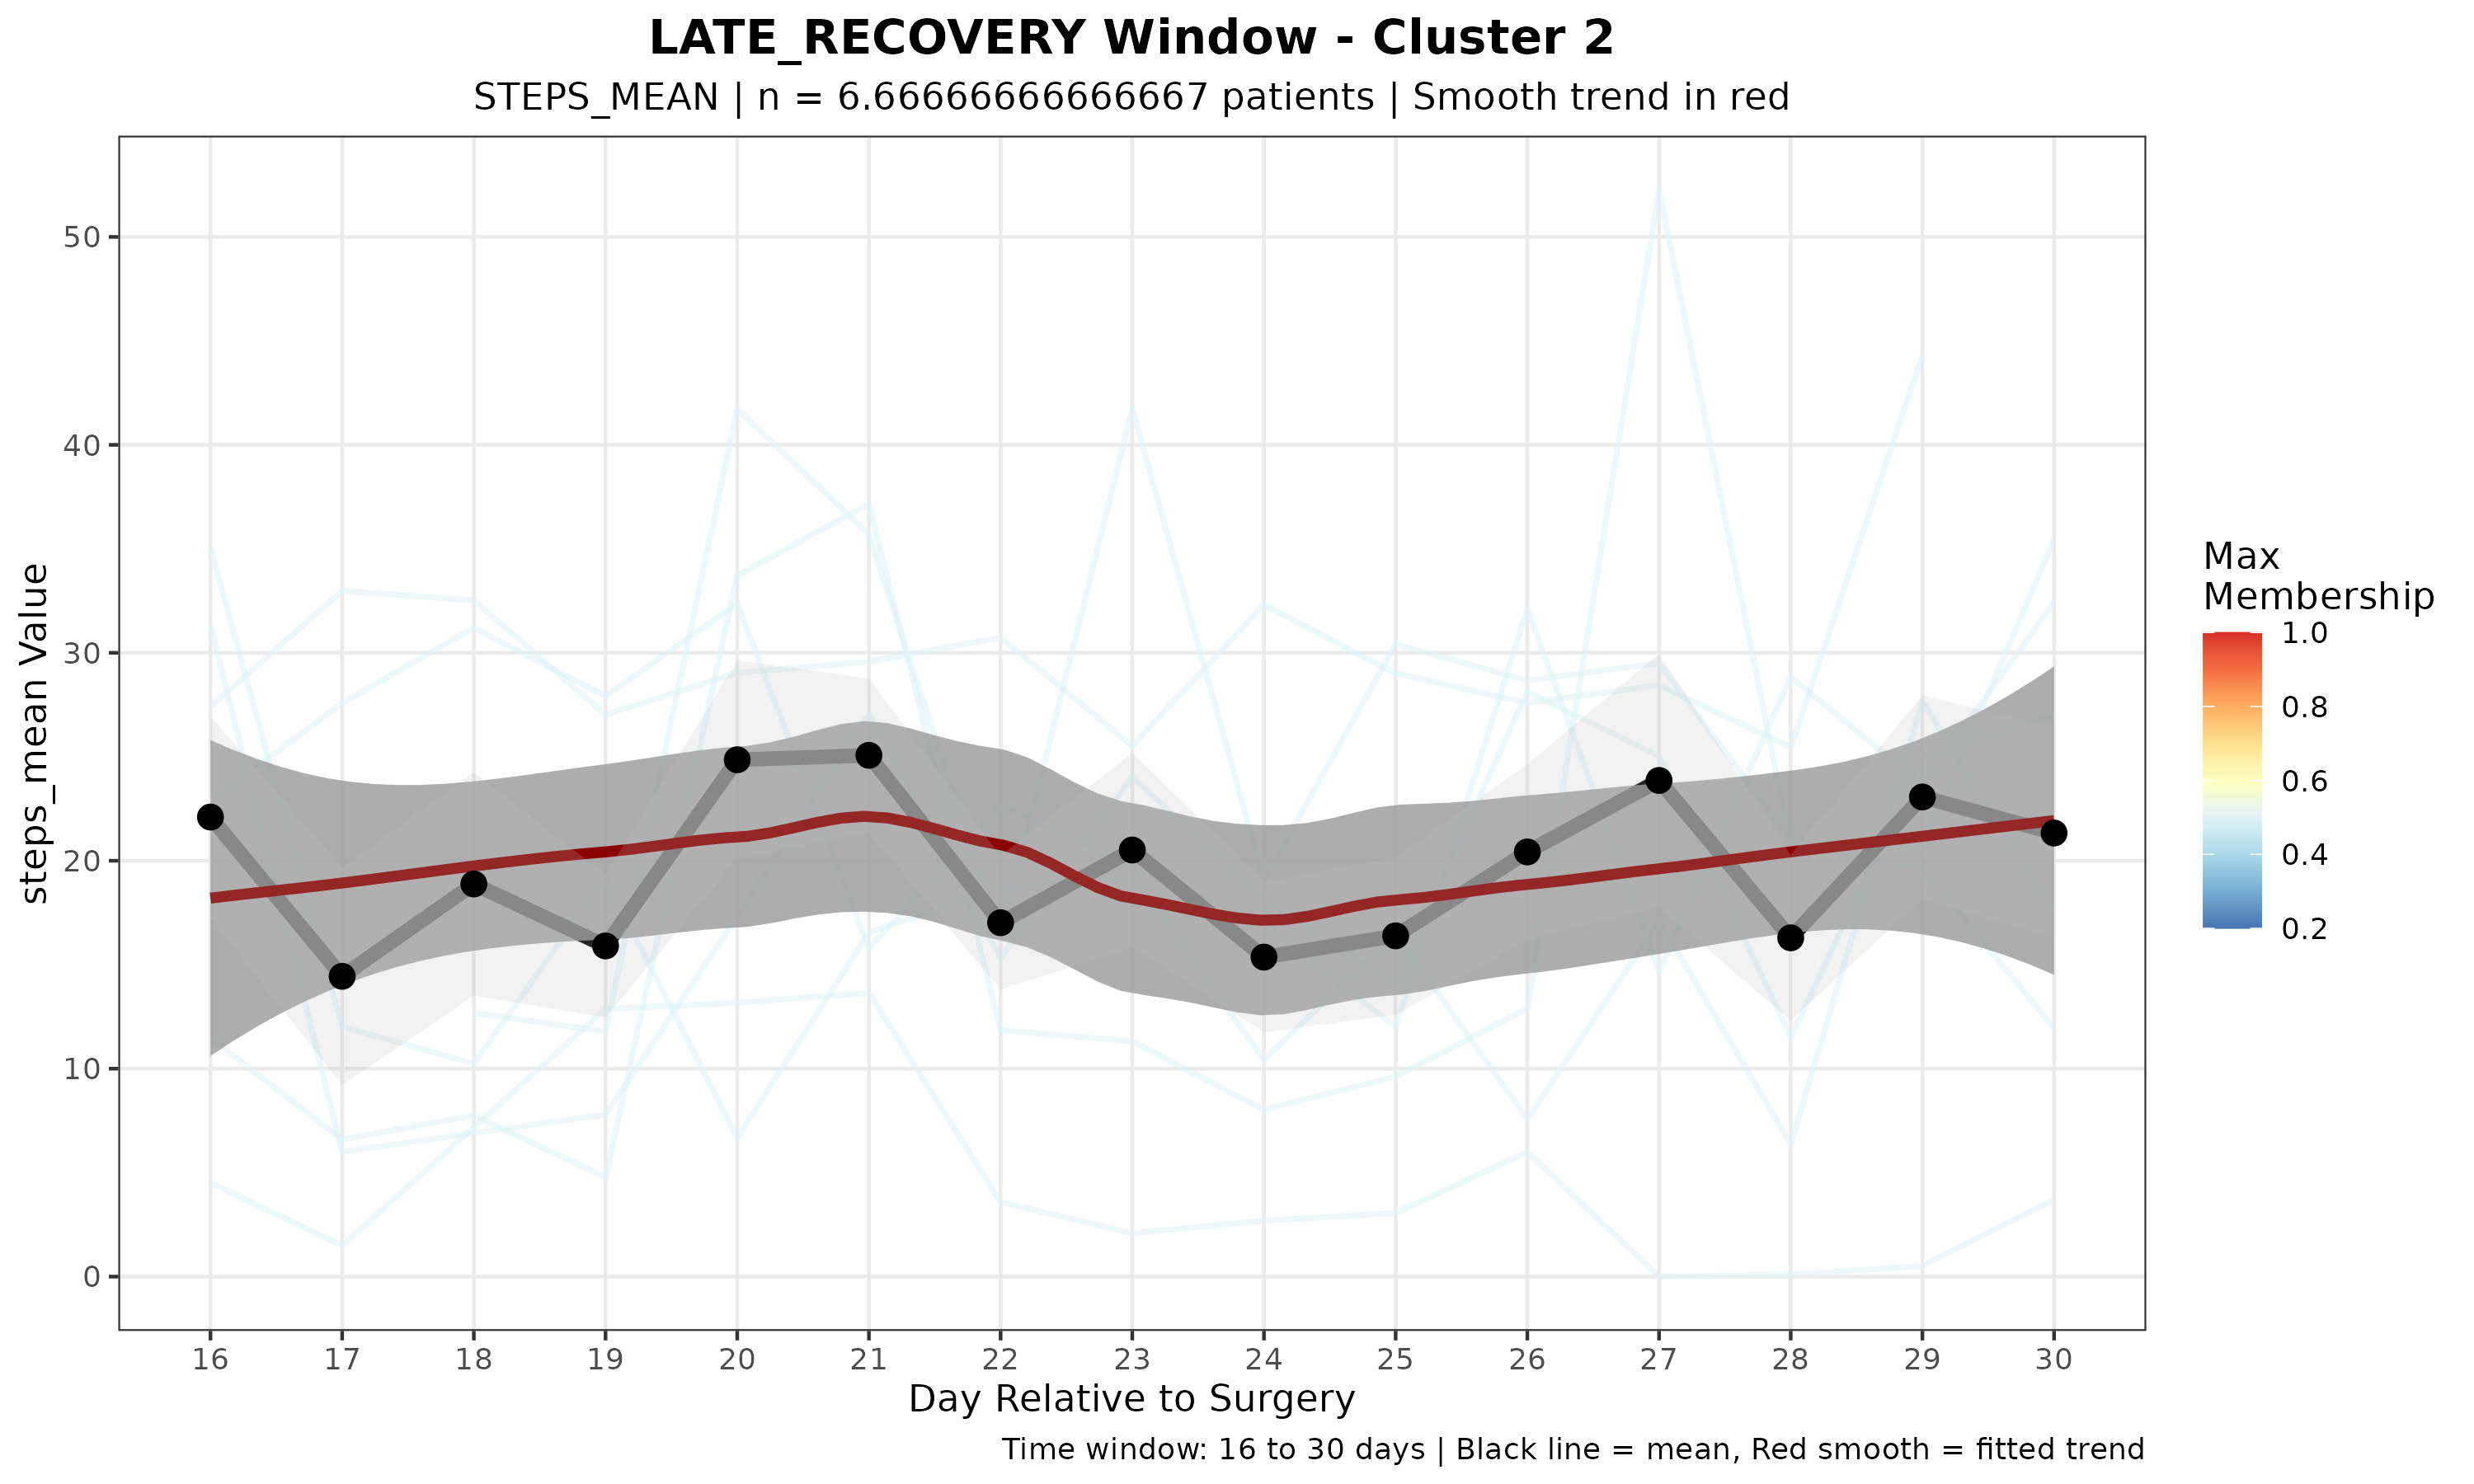 LATE_RECOVERY Window - Cluster 2
STEPS_MEAN | n = 6.66666666666667 patients | Smooth trend in red
steps_mean Value
50
40
30
20
10
0
16 17 18 19 20 21 22 23 24 25 26 27 28 29 30
Day Relative to Surgery
Time window: 16 to 30 days | Black line = mean, Red smooth = fitted trend
Max
Membership
1.0
0.8
0.6
0.4
0.2